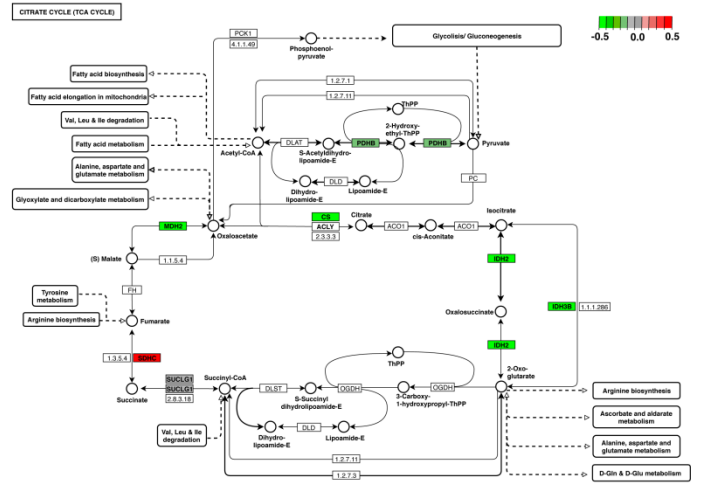 CITRATE CYCLE (TCA CYCLE)
-0.5 0.0 0.5
PCK1
4.1.1.49
Phosphoenol-
pyruvate
Glycolisis/ Gluconeogenesis
Fatty acid biosynthesis
Fatty acid elongation in mitochondria
Val, Leu & Ile degradation
Fatty acid metabolism
Alanine, aspartate and
glutamate metabolism
Glyoxylate and dicarboxylate metabolism
1.2.7.1
1.2.7.11
ThPP
2-Hydroxy-
ethyl-ThPP
Acetyl-CoA
DLAT
S-Acetyldihydro-
lipoamide-E
PDHB
PDHB
Pyruvate
Dihydro-
lipoamide-E
DLD
Lipoamide-E
PC
MDH2
Oxaloacetate
CS
ACLY
2.3.3.3
Citrate
ACO1
cis-Aconitate
ACO1
Isocitrate
(S) Malate
1.1.5.4
IDH2
FH
Tyrosine
metabolism
Arginine biosynthesis
Fumarate
Oxalosuccinate
IDH3B
1.1.1.286
IDH2
1.3.5.4
SDHC
SUCLG1
SUCLG1
2.8.3.18
Succinate
Succinyl-CoA
DLST
S-Succinyl
dihydrolipoamide-E
OGDH
ThPP
3-Carboxy-
1-hydroxypropyl-ThPP
OGDH
2-Oxo-
glutarate
Val, Leu & Ile
degradation
Dihydro-
lipoamide-E
DLD
Lipoamide-E
1.2.7.11
1.2.7.3
Arginine biosynthesis
Ascorbate and aldarate
metabolism
Alanine, aspartate and
glutamate metabolism
D-Gln & D-Glu metabolism